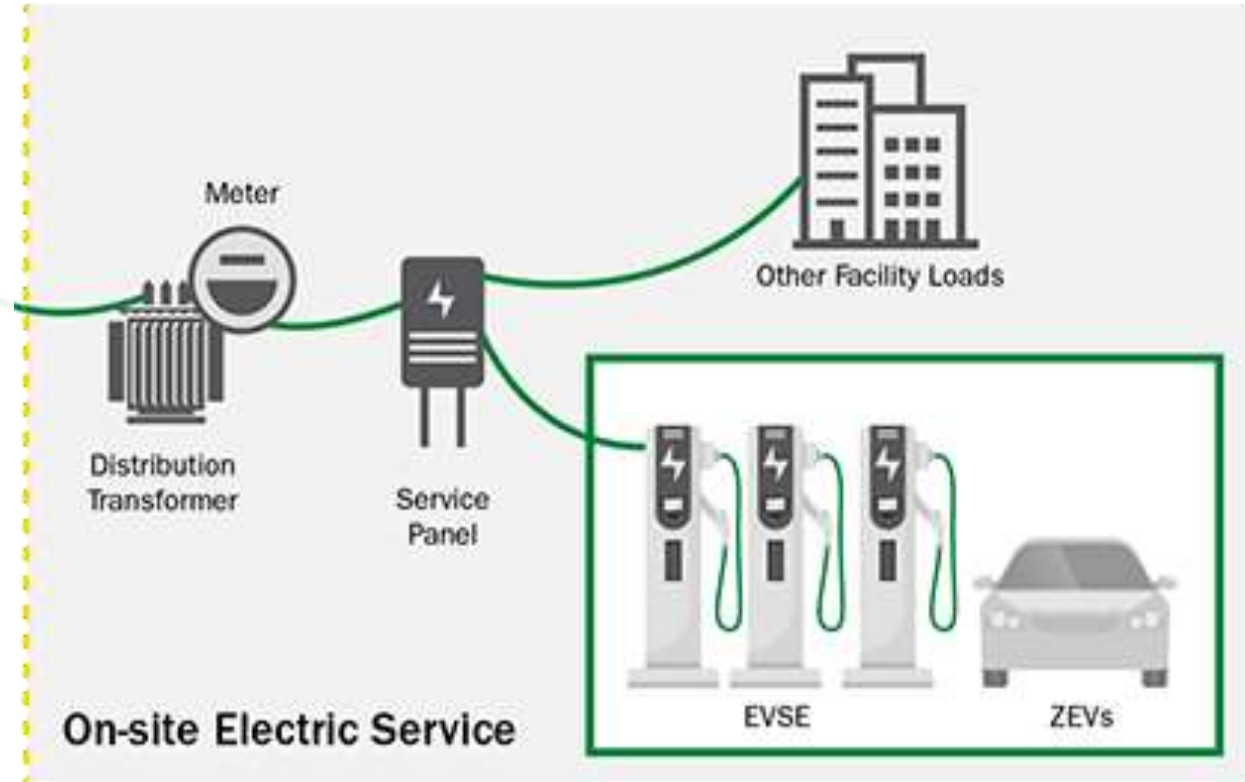 Meter
Other Facility Loads
Distribution
Transformer
Service
Panel
EVSE
ZEVs
On-site Electric Service